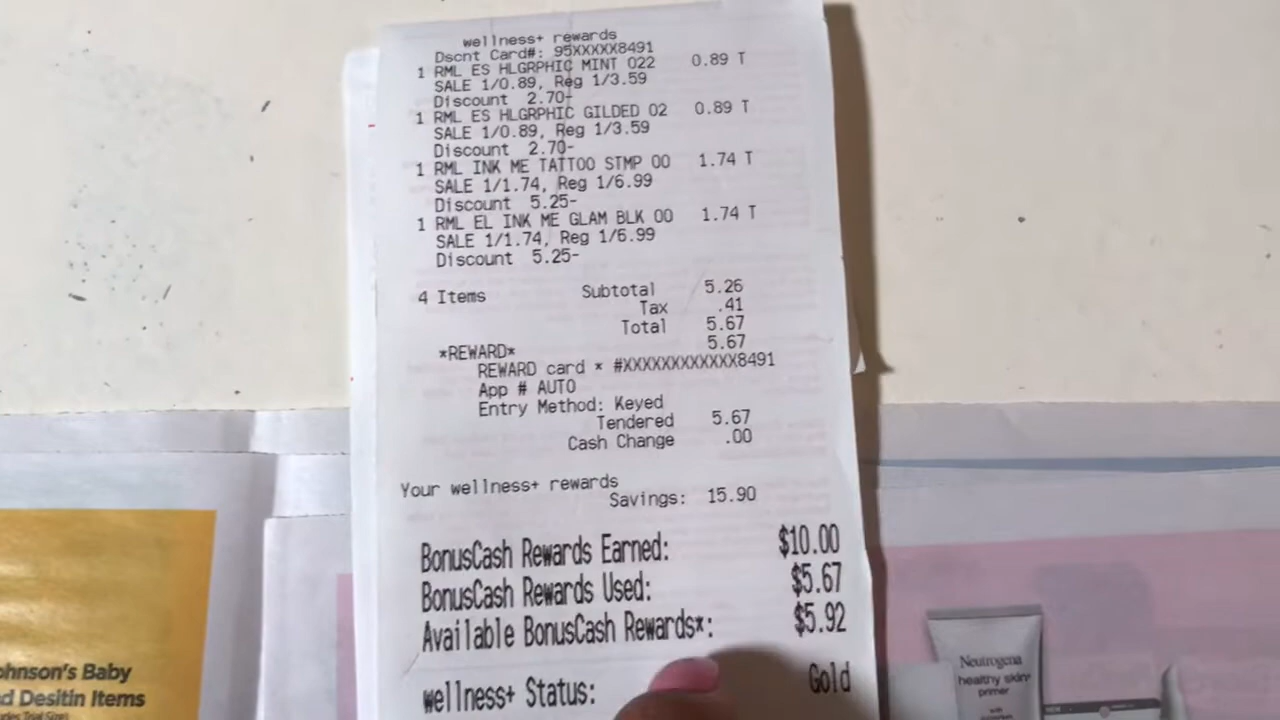 wellness+ rewards
Dscnt Card#: 95XXXXX8491
1 RML ES HLGRPHIC MINT 022 0.89 T
SALE 1/0.89, Reg 1/3.59
Discount 2.70-
1 RML ES HLGRPHIC GILDED 02 0.89 T
SALE 1/0.89, Reg 1/3.59
Discount 2.70-
1 RML INK ME TATTOO STMP 00 1.74 T
SALE 1/1.74, Reg 1/6.99
Discount 5.25-
1 RML EL INK ME GLAM BLK 00 1.74 T
SALE 1/1.74, Reg 1/6.99
Discount 5.25-
4 Items Subtotal 5.26
Tax .41
Total 5.67
*REWARD* 5.67
REWARD card * #XXXXXXXXXXXX8491
App # AUTO
Entry Method: Keyed
Tendered 5.67
Cash Change .00
Your wellness+ rewards
Savings: 15.90
BonusCash Rewards Earned: $10.00
BonusCash Rewards Used: $5.67
Available BonusCash Rewards*: $5.92
wellness+ Status: Gold
ohnson's Baby
d Desitin Items
Neutrogena
healthy skin
primer
with